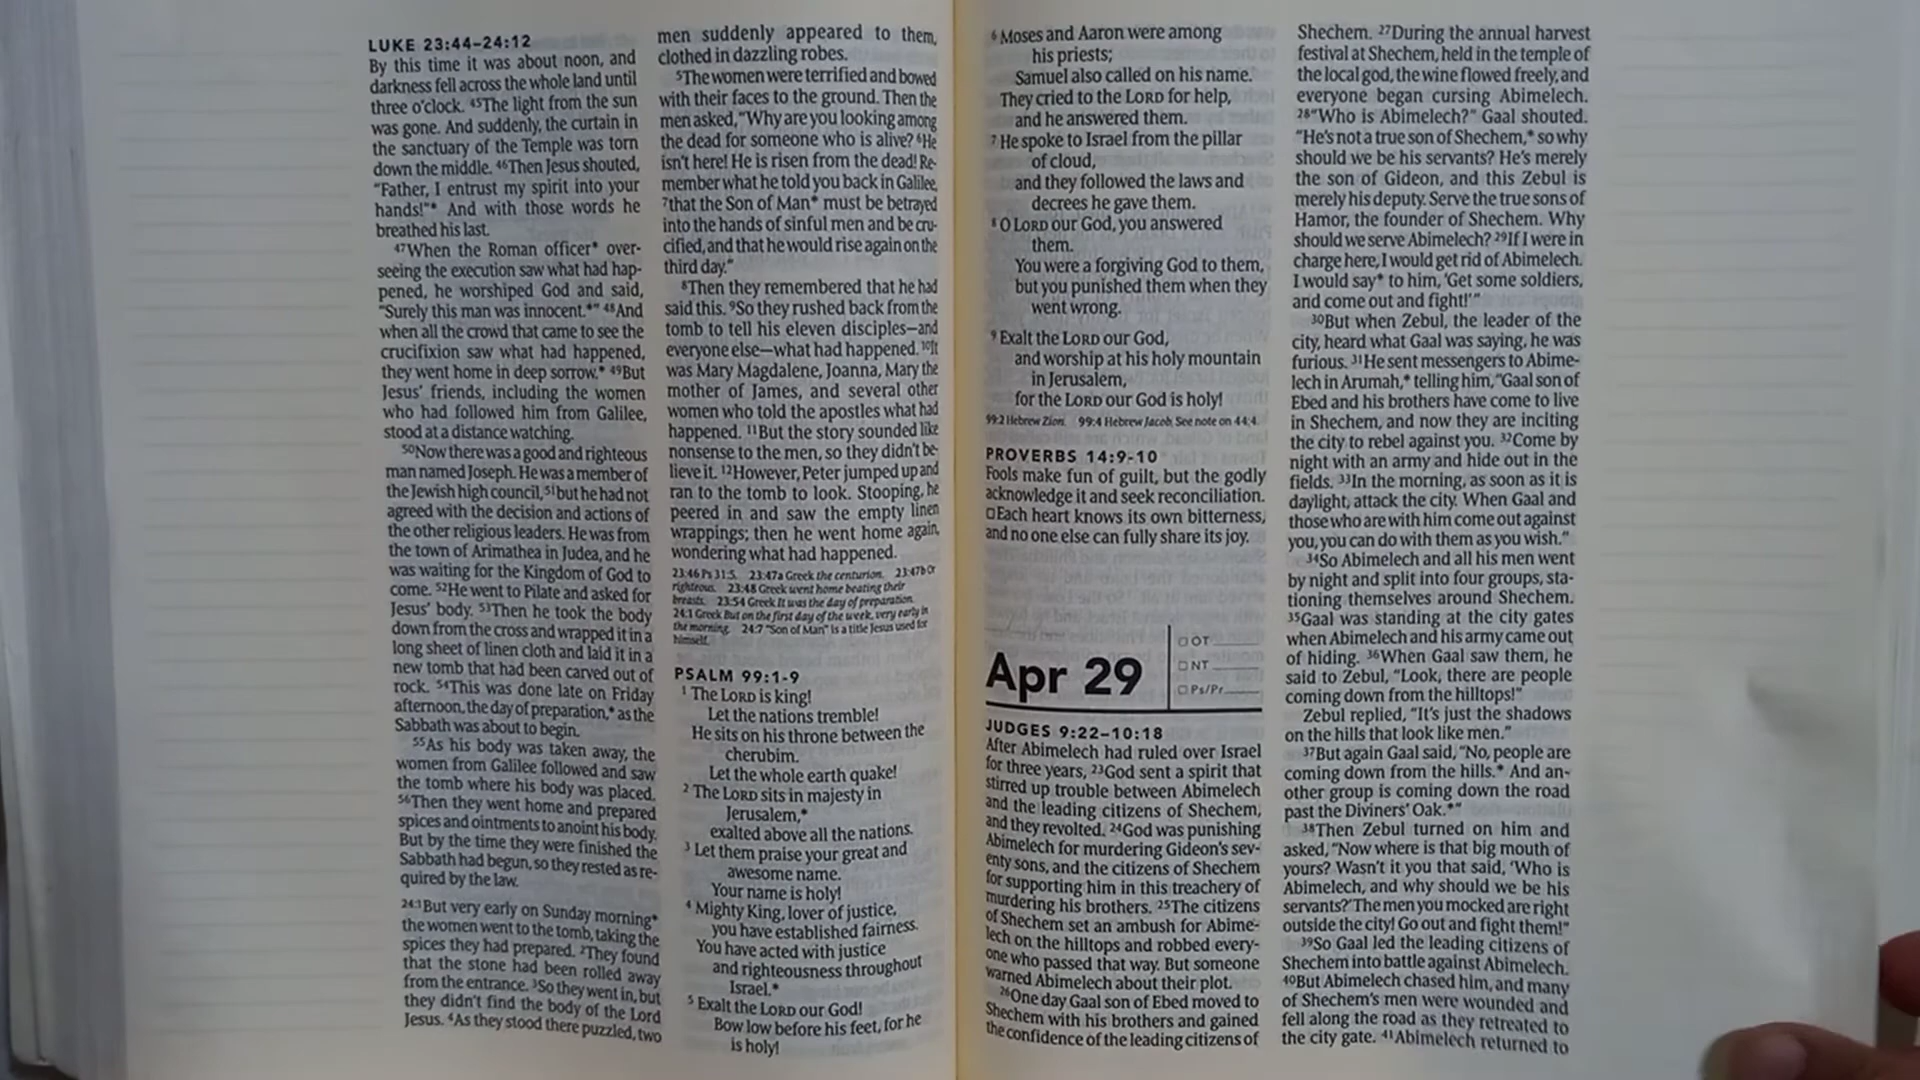 LUKE 23:44–24:12
By this time it was about noon, and
darkness fell across the whole land until
three o'clock. 45The light from the sun
was gone. And suddenly, the curtain in
the sanctuary of the Temple was torn
down the middle. 46Then Jesus shouted,
“Father, I entrust my spirit into your
hands!”* And with those words he
breathed his last.
47When the Roman officer* over-
seeing the execution saw what had hap-
pened, he worshiped God and said,
“Surely this man was innocent.*” 48And
when all the crowd that came to see the
crucifixion saw what had happened,
they went home in deep sorrow.* 49But
Jesus' friends, including the women
who had followed him from Galilee,
stood at a distance watching.
50Now there was a good and righteous
man named Joseph. He was a member of
the Jewish high council, 51but he had not
agreed with the decision and actions of
the other religious leaders. He was from
the town of Arimathea in Judea, and he
was waiting for the Kingdom of God to
come. 52He went to Pilate and asked for
Jesus' body. 53Then he took the body
down from the cross and wrapped it in a
long sheet of linen cloth and laid it in a
new tomb that had been carved out of
rock. 54This was done late on Friday
afternoon, the day of preparation,* as the
Sabbath was about to begin.
55As his body was taken away, the
women from Galilee followed and saw
the tomb where his body was placed.
56Then they went home and prepared
spices and ointments to anoint his body.
But by the time they were finished the
Sabbath had begun, so they rested as re-
quired by the law.
24:1But very early on Sunday morning*
the women went to the tomb, taking the
spices they had prepared. 2They found
that the stone had been rolled away
from the entrance. 3So they went in, but
they didn't find the body of the Lord
Jesus. 4As they stood there puzzled, two
men suddenly appeared to them,
clothed in dazzling robes.
5The women were terrified and bowed
with their faces to the ground. Then the
men asked, “Why are you looking among
the dead for someone who is alive? 6He
isn't here! He is risen from the dead! Re-
member what he told you back in Galilee,
7that the Son of Man* must be betrayed
into the hands of sinful men and be cru-
cified, and that he would rise again on the
third day.”
8Then they remembered that he had
said this. 9So they rushed back from the
tomb to tell his eleven disciples—and
everyone else—what had happened. 10It
was Mary Magdalene, Joanna, Mary the
mother of James, and several other
women who told the apostles what had
happened. 11But the story sounded like
nonsense to the men, so they didn't be-
lieve it. 12However, Peter jumped up and
ran to the tomb to look. Stooping, he
peered in and saw the empty linen
wrappings; then he went home again,
wondering what had happened.
23:46 Ps 31:5. 23:47a Greek the centurion. 23:47b Or
righteous. 23:48 Greek went home beating their
breasts. 23:54 Greek It was the day of preparation.
24:1 Greek But on the first day of the week, very early in
the morning. 24:7 “Son of Man” is a title Jesus used for
himself.
PSALM 99:1-9
1 The LORD is king!
Let the nations tremble!
He sits on his throne between the
cherubim.
Let the whole earth quake!
2 The LORD sits in majesty in
Jerusalem,*
exalted above all the nations.
3 Let them praise your great and
awesome name.
Your name is holy!
4 Mighty King, lover of justice,
you have established fairness.
You have acted with justice
and righteousness throughout
Israel.*
5 Exalt the LORD our God!
Bow low before his feet, for he
is holy!
6 Moses and Aaron were among
his priests;
Samuel also called on his name.
They cried to the LORD for help,
and he answered them.
7 He spoke to Israel from the pillar
of cloud,
and they followed the laws and
decrees he gave them.
8 O LORD our God, you answered
them.
You were a forgiving God to them,
but you punished them when they
went wrong.
9 Exalt the LORD our God,
and worship at his holy mountain
in Jerusalem,
for the LORD our God is holy!
99:2 Hebrew Zion. 99:4 Hebrew Jacob; See note on 44:4.
PROVERBS 14:9-10
Fools make fun of guilt, but the godly
acknowledge it and seek reconciliation.
□Each heart knows its own bitterness,
and no one else can fully share its joy.
Apr 29
□ OT
□ NT
□ Ps/Pr
JUDGES 9:22–10:18
After Abimelech had ruled over Israel
for three years, 23God sent a spirit that
stirred up trouble between Abimelech
and the leading citizens of Shechem,
and they revolted. 24God was punishing
Abimelech for murdering Gideon's sev-
enty sons, and the citizens of Shechem
for supporting him in this treachery of
murdering his brothers. 25The citizens
of Shechem set an ambush for Abime-
lech on the hilltops and robbed every-
one who passed that way. But someone
warned Abimelech about their plot.
26One day Gaal son of Ebed moved to
Shechem with his brothers and gained
the confidence of the leading citizens of
Shechem. 27During the annual harvest
festival at Shechem, held in the temple of
the local god, the wine flowed freely, and
everyone began cursing Abimelech.
28“Who is Abimelech?” Gaal shouted.
“He's not a true son of Shechem,* so why
should we be his servants? He's merely
the son of Gideon, and this Zebul is
merely his deputy. Serve the true sons of
Hamor, the founder of Shechem. Why
should we serve Abimelech? 29If I were in
charge here, I would get rid of Abimelech.
I would say* to him, ‘Get some soldiers,
and come out and fight!’”
30But when Zebul, the leader of the
city, heard what Gaal was saying, he was
furious. 31He sent messengers to Abime-
lech in Arumah,* telling him, “Gaal son of
Ebed and his brothers have come to live
in Shechem, and now they are inciting
the city to rebel against you. 32Come by
night with an army and hide out in the
fields. 33In the morning, as soon as it is
daylight, attack the city. When Gaal and
those who are with him come out against
you, you can do with them as you wish.”
34So Abimelech and all his men went
by night and split into four groups, sta-
tioning themselves around Shechem.
35Gaal was standing at the city gates
when Abimelech and his army came out
of hiding. 36When Gaal saw them, he
said to Zebul, “Look, there are people
coming down from the hilltops!”
Zebul replied, “It's just the shadows
on the hills that look like men.”
37But again Gaal said, “No, people are
coming down from the hills.* And an-
other group is coming down the road
past the Diviners' Oak.*”
38Then Zebul turned on him and
asked, “Now where is that big mouth of
yours? Wasn't it you that said, ‘Who is
Abimelech, and why should we be his
servants?’ The men you mocked are right
outside the city! Go out and fight them!”
39So Gaal led the leading citizens of
Shechem into battle against Abimelech.
40But Abimelech chased him, and many
of Shechem's men were wounded and
fell along the road as they retreated to
the city gate. 41Abimelech returned to